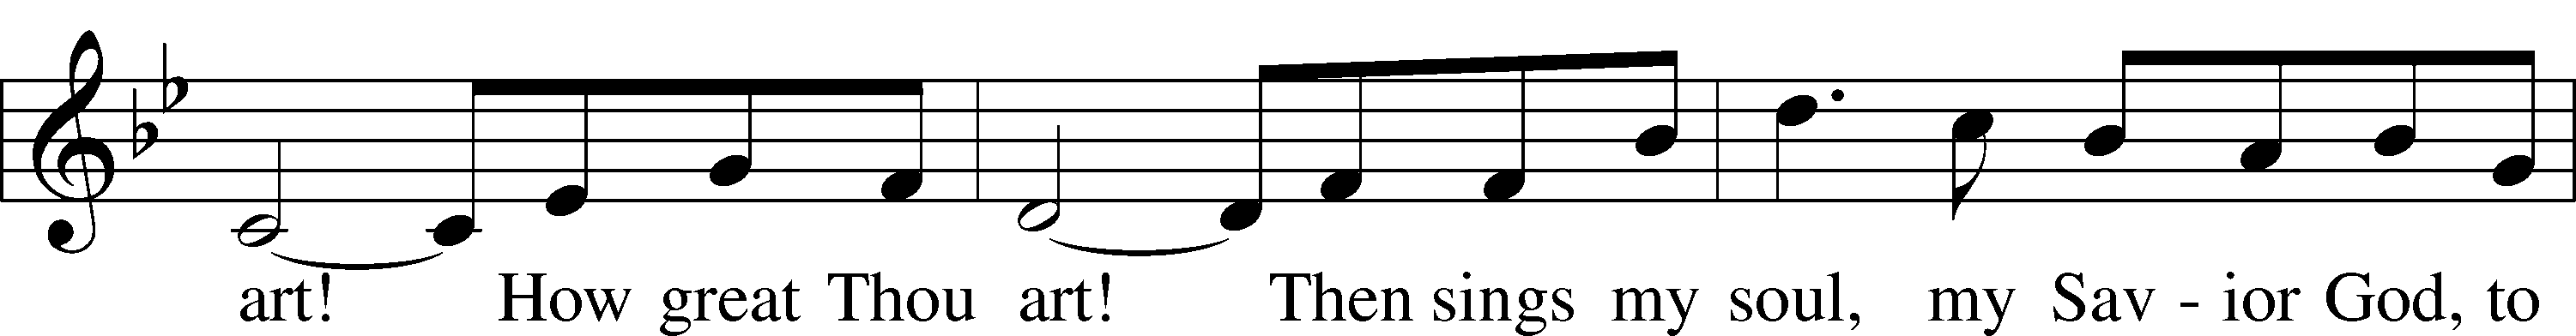 art! How great Thou art! Then sings my soul, my Sav - ior God, to